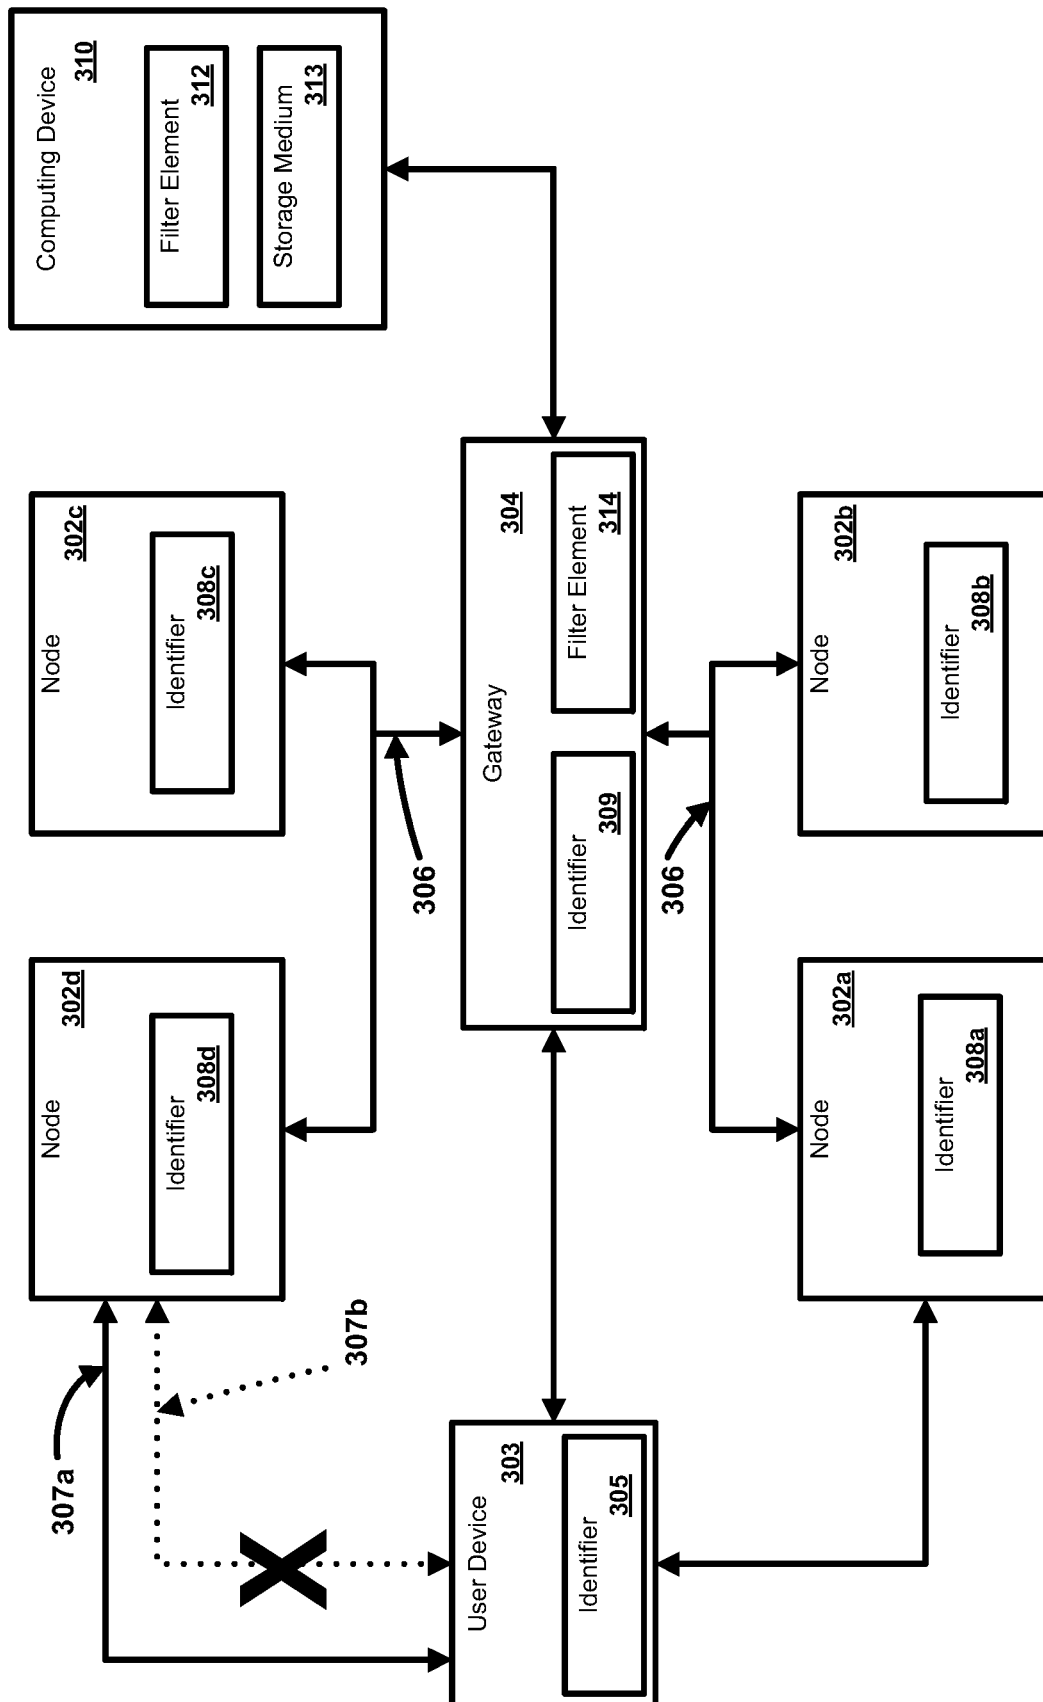 Computing Device
310
Filter Element
312
Storage Medium
313
Node
302c
Identifier
308c
Node
302d
Identifier
308d
306
307a
307b
Gateway
304
Identifier
309
Filter Element
314
User Device
303
Identifier
305
306
Node
302a
Identifier
308a
Node
302b
Identifier
308b